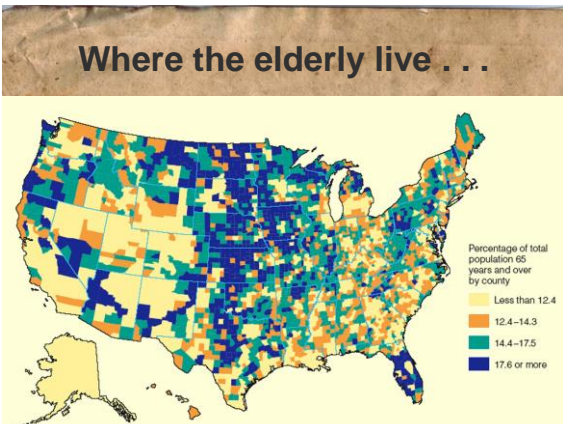 Where the elderly live . . .
Percentage of total
population 65
years and over
by county
Less than 12.4
12.4–14.3
14.4–17.5
17.6 or more